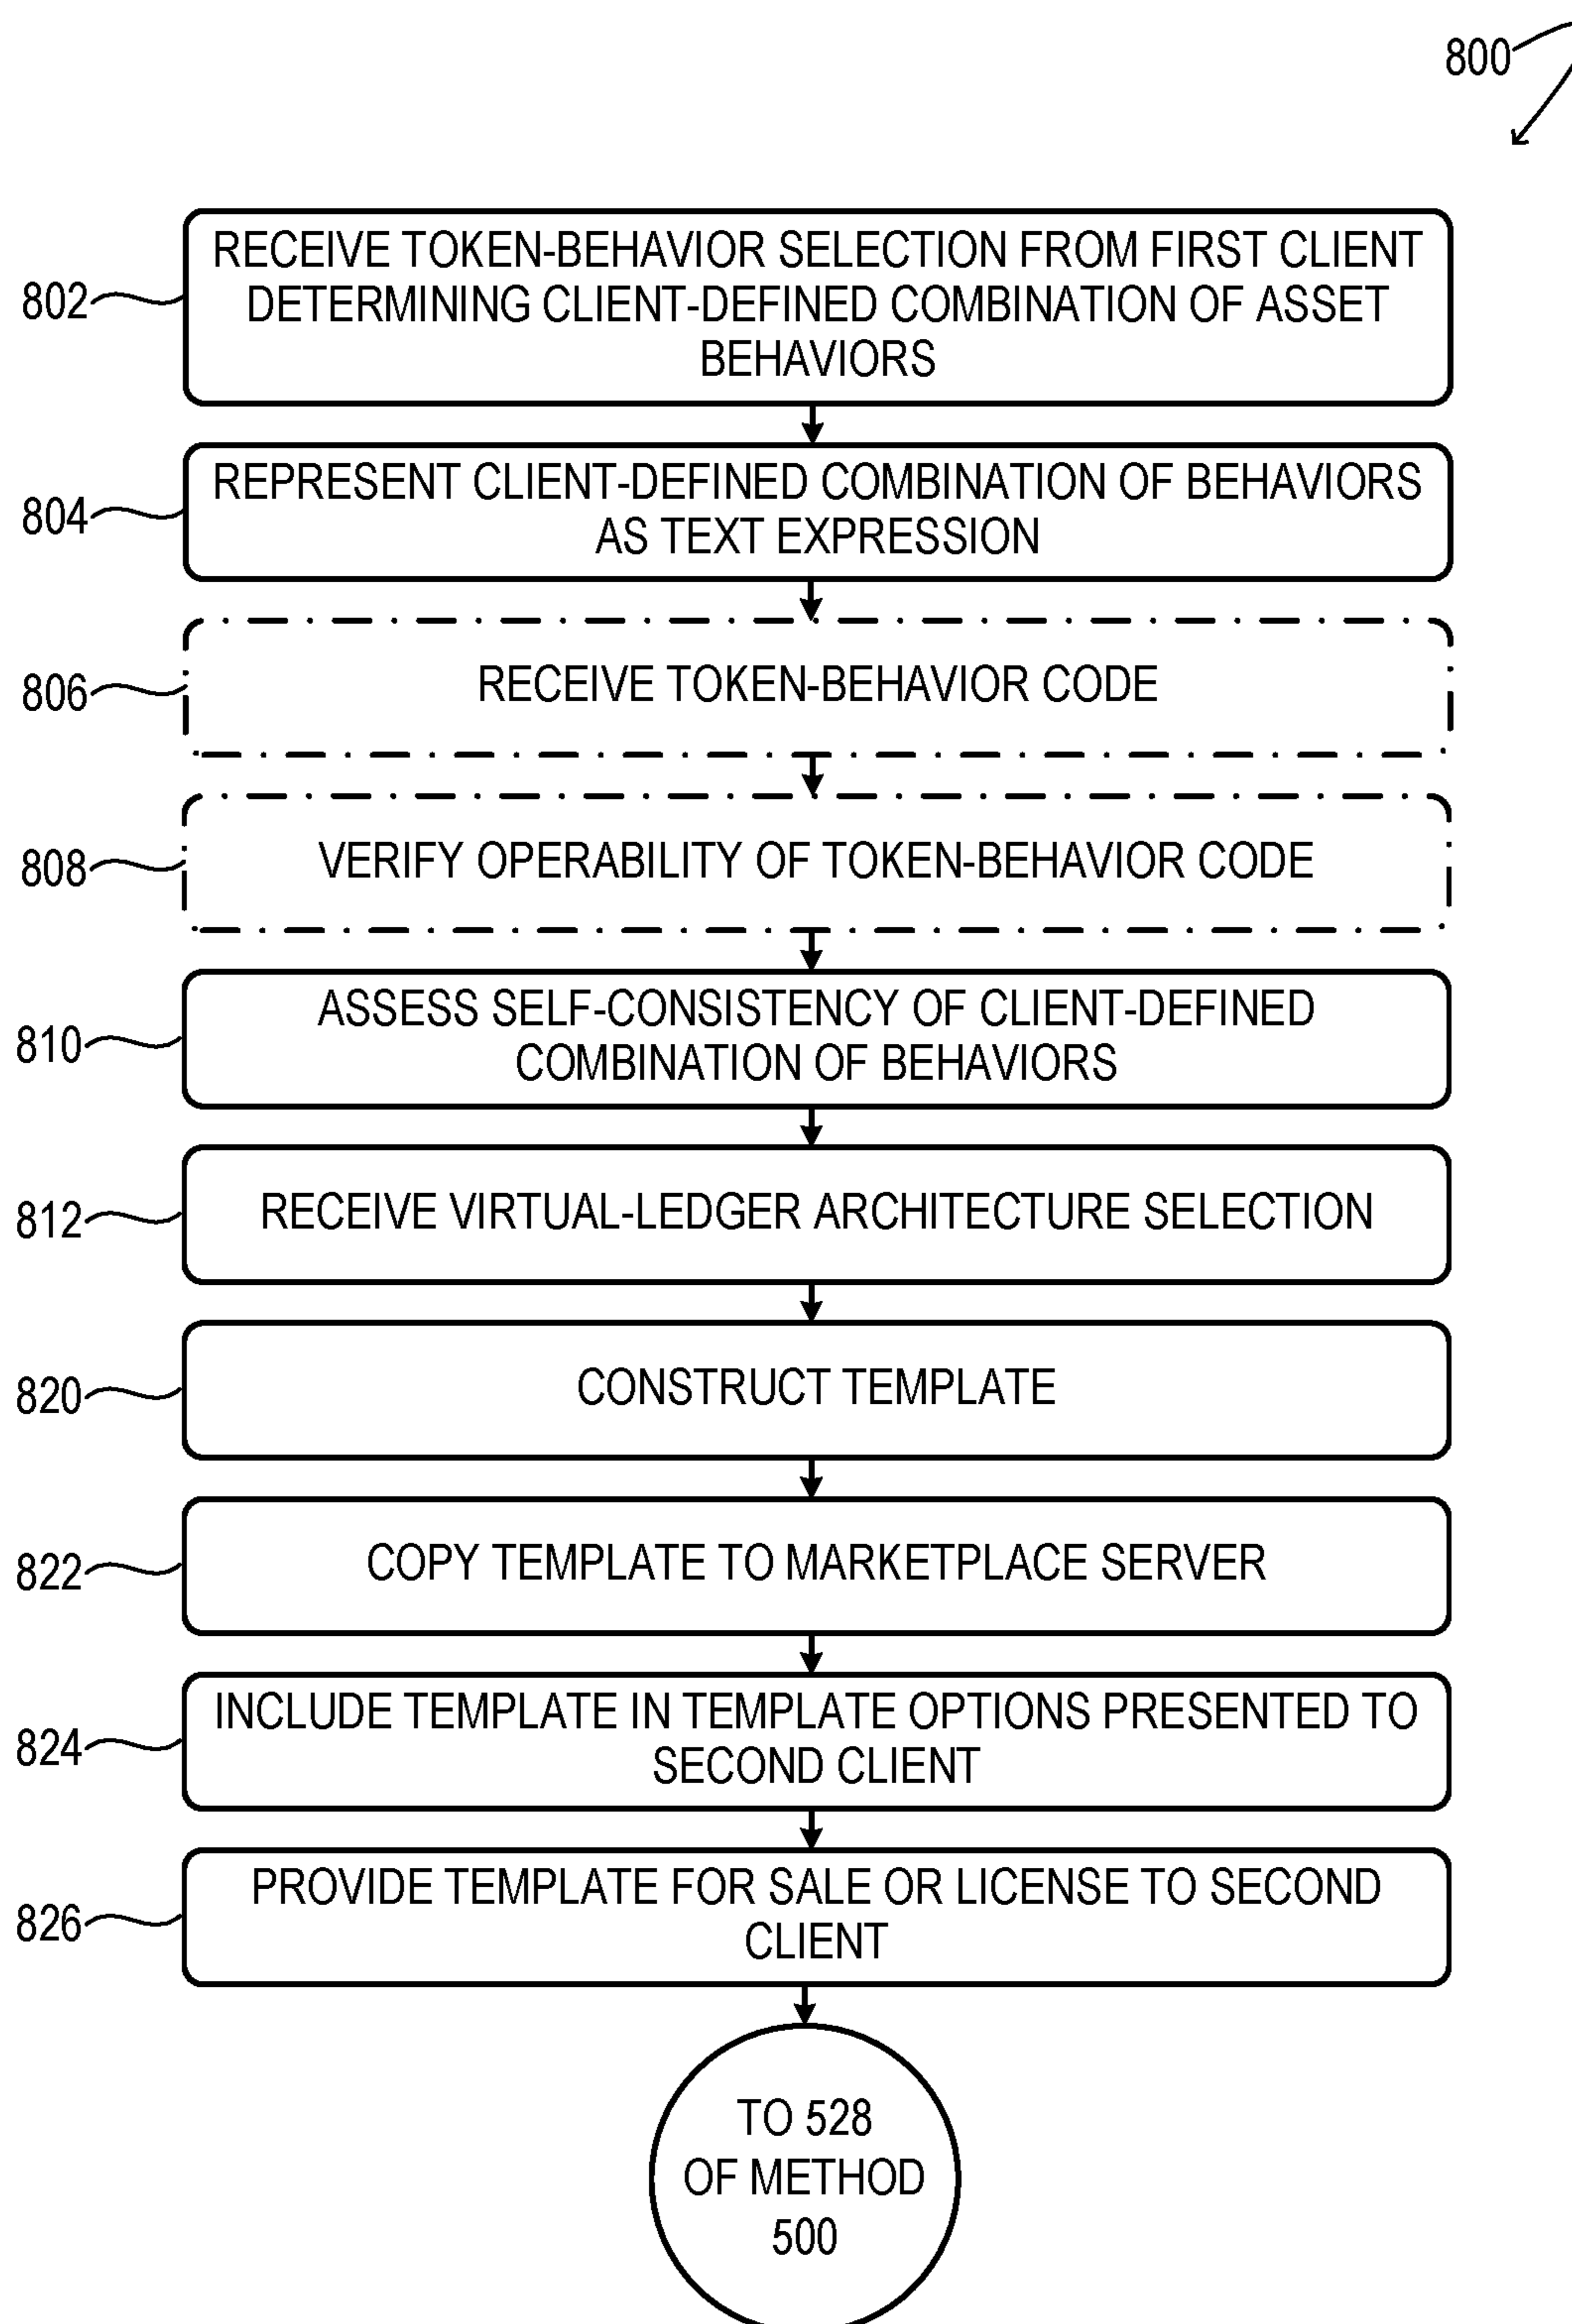 800
802
RECEIVE TOKEN-BEHAVIOR SELECTION FROM FIRST CLIENT
DETERMINING CLIENT-DEFINED COMBINATION OF ASSET
BEHAVIORS
804
REPRESENT CLIENT-DEFINED COMBINATION OF BEHAVIORS
AS TEXT EXPRESSION
806
RECEIVE TOKEN-BEHAVIOR CODE
808
VERIFY OPERABILITY OF TOKEN-BEHAVIOR CODE
810
ASSESS SELF-CONSISTENCY OF CLIENT-DEFINED
COMBINATION OF BEHAVIORS
812
RECEIVE VIRTUAL-LEDGER ARCHITECTURE SELECTION
820
CONSTRUCT TEMPLATE
822
COPY TEMPLATE TO MARKETPLACE SERVER
824
INCLUDE TEMPLATE IN TEMPLATE OPTIONS PRESENTED TO
SECOND CLIENT
826
PROVIDE TEMPLATE FOR SALE OR LICENSE TO SECOND
CLIENT
TO 528
OF METHOD
500